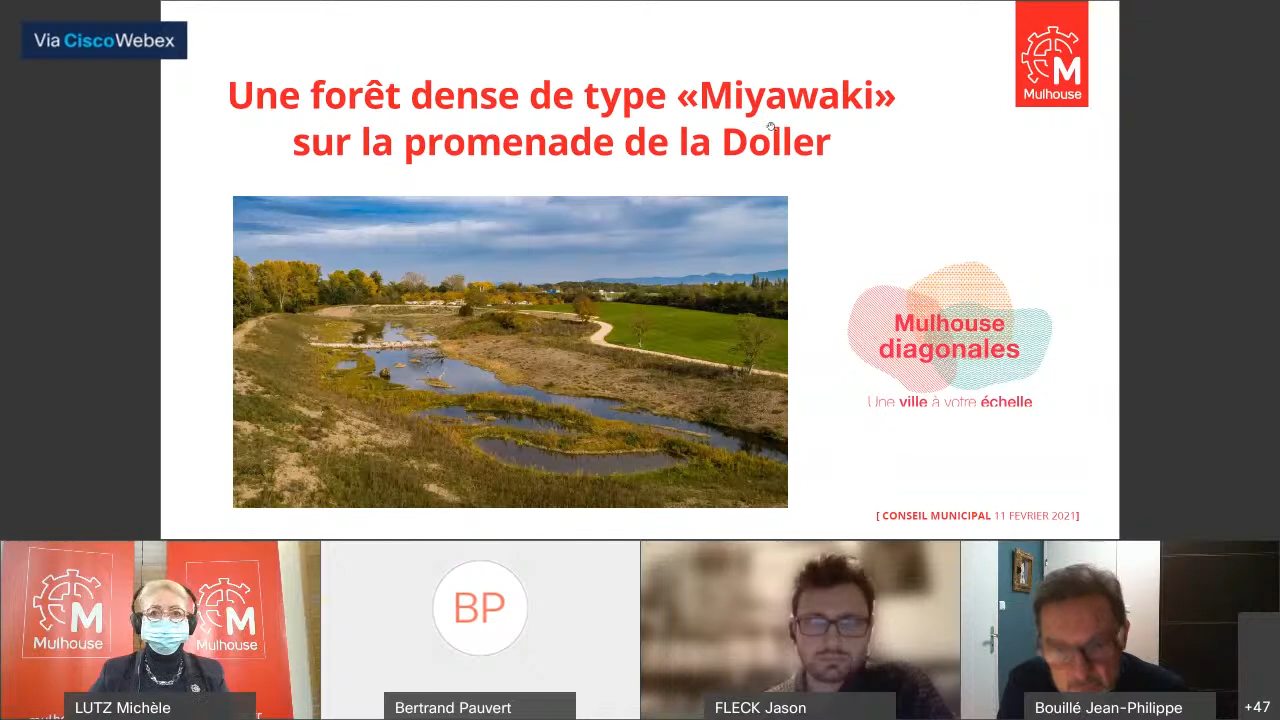 Via CiscoWebex
Une forêt dense de type «Miyawaki»
sur la promenade de la Doller
M
Mulhouse
Mulhouse
diagonales
Une ville à votre échelle
[ CONSEIL MUNICIPAL 11 FEVRIER 2021]
M
Mulhouse
M
Mulhouse
BP
LUTZ Michèle
Bertrand Pauvert
FLECK Jason
Bouillé Jean-Philippe
+47